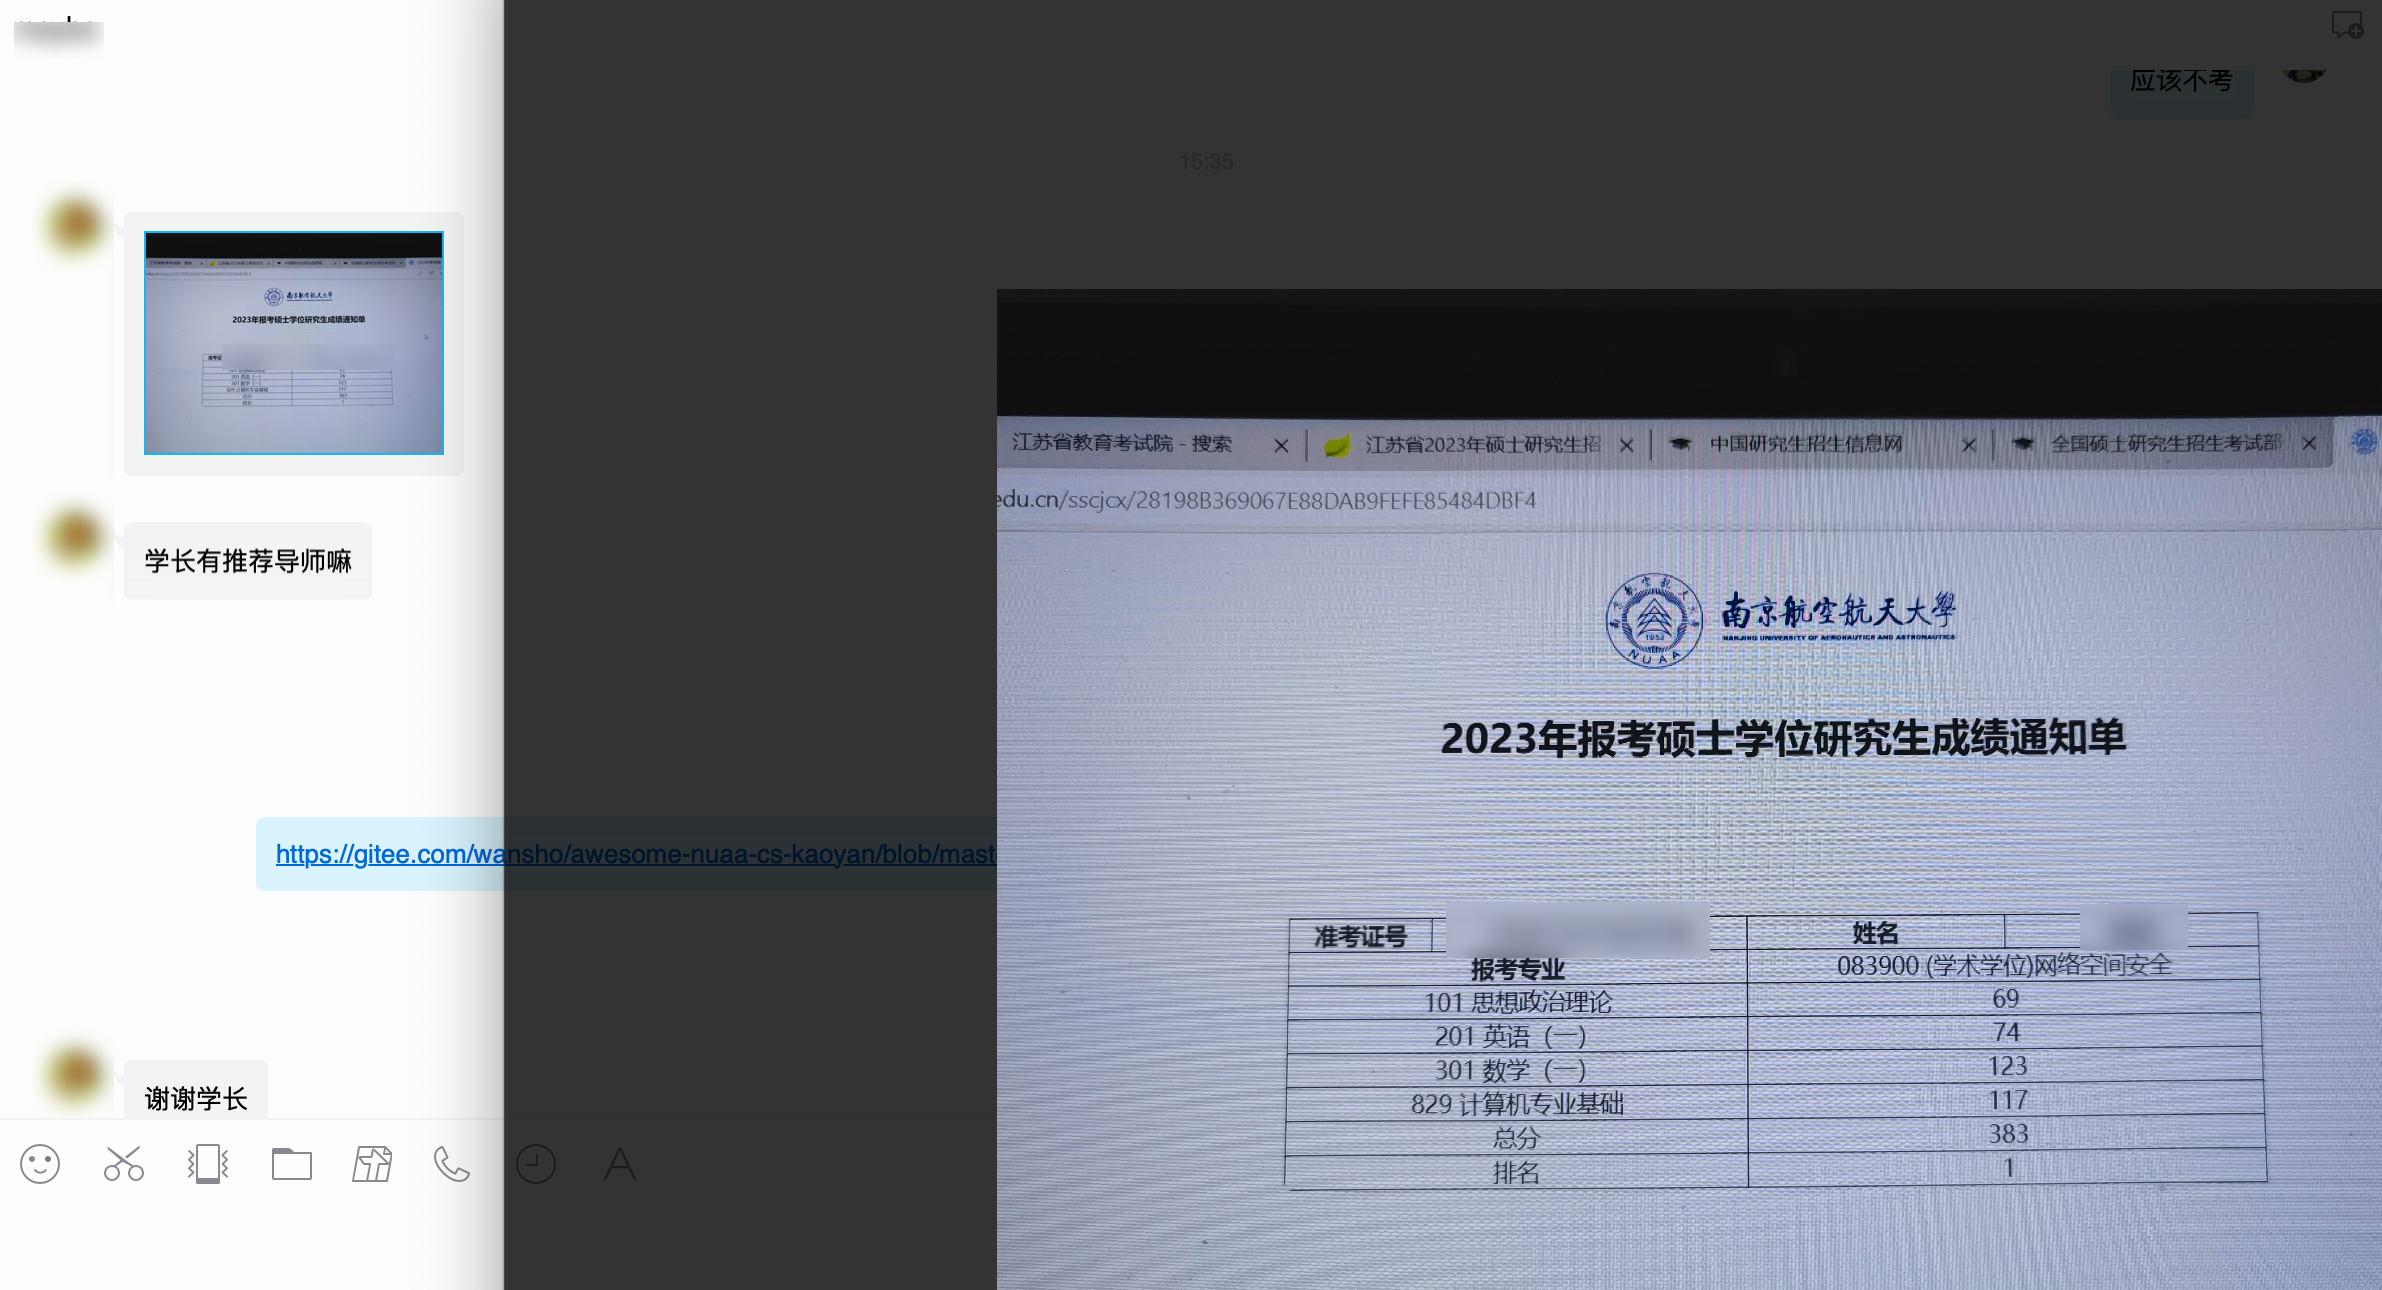 应该不考
15:35
学长有推荐导师嘛
https://gitee.com/wansho/awesome-nuaa-cs-kaoyan/blob/mast
谢谢学长
江苏省教育考试院 - 搜索
江苏省2023年硕士研究生招
中国研究生招生信息网
全国硕士研究生招生考试部
edu.cn/sscjcx/28198B369067E88DAB9FEFE85484DBF4
南京航空航天大學
NANJING UNIVERSITY OF AERONAUTICS AND ASTRONAUTICS
1952
NUAA
2023年报考硕士学位研究生成绩通知单
准考证号 姓名
报考专业 083900 (学术学位)网络空间安全
101 思想政治理论 69
201 英语（一） 74
301 数学（一） 123
829 计算机专业基础 117
总分 383
排名 1